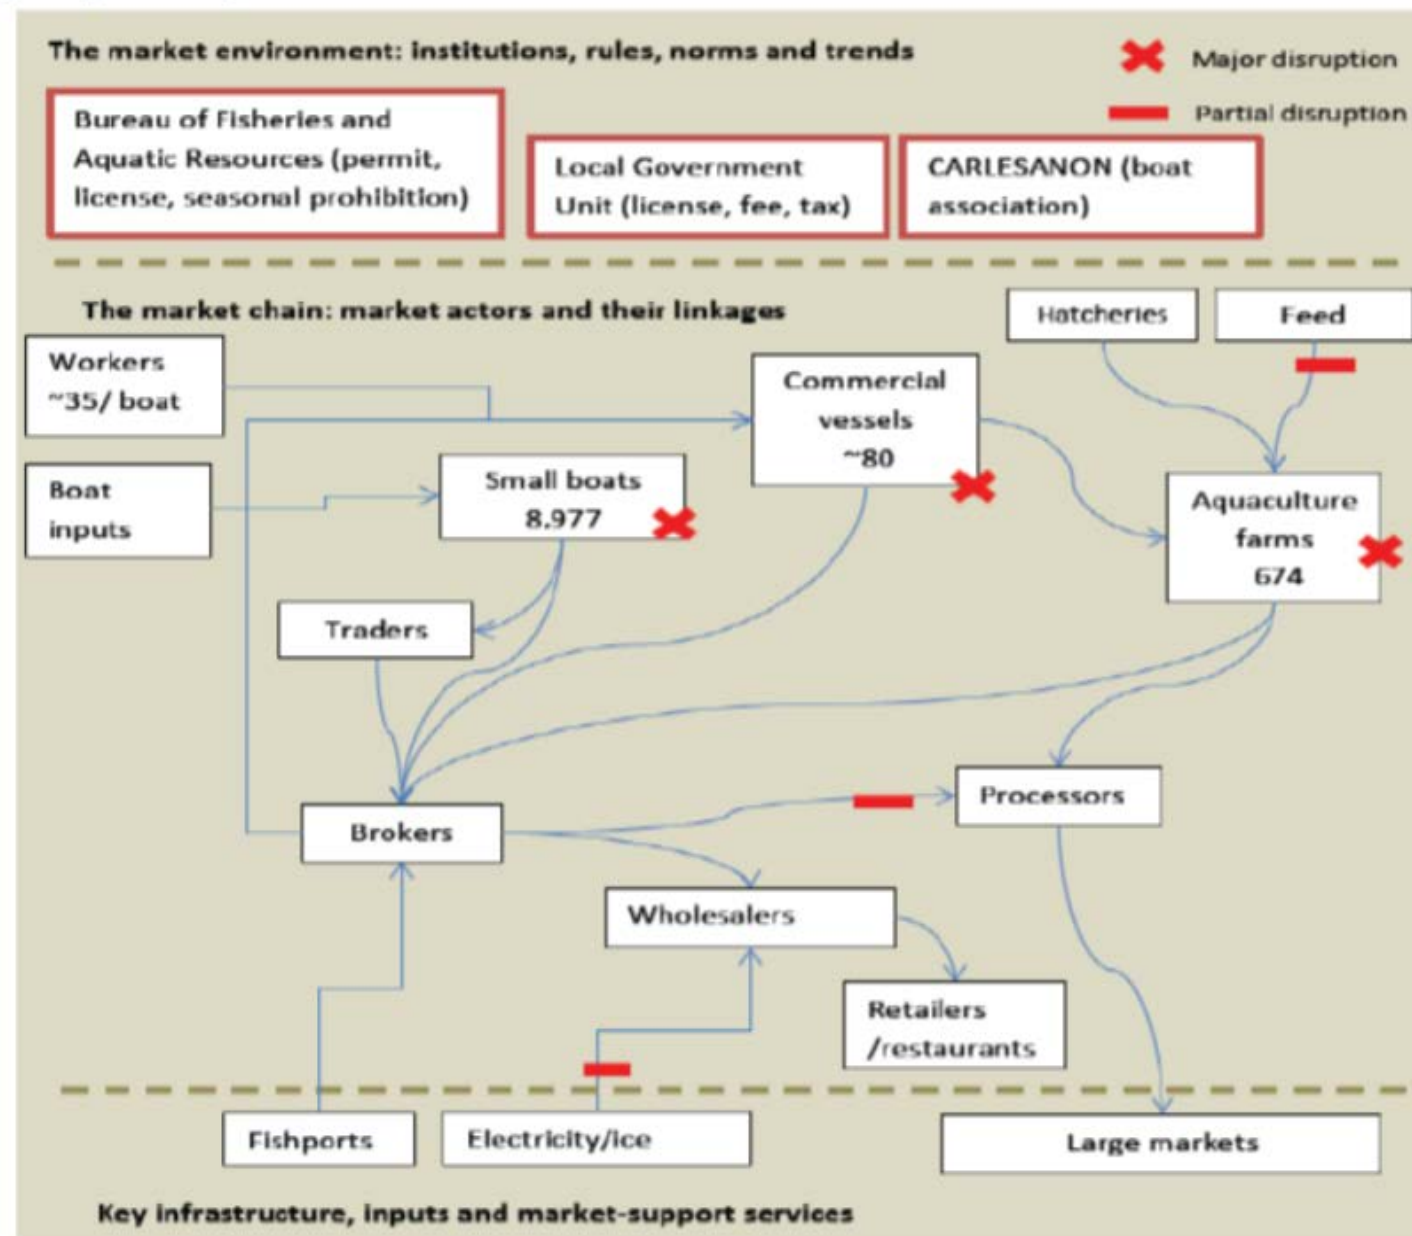 The market environment: institutions, rules, norms and trends
Major disruption
Partial disruption
Bureau of Fisheries and
Aquatic Resources (permit,
license, seasonal prohibition)
Local Government
Unit (license, fee, tax)
CARLESANON (boat
association)
The market chain: market actors and their linkages
Hatcheries
Feed
Workers
~35/ boat
Commercial
vessels
~80
Boat
inputs
Small boats
8,977
Aquaculture
farms
674
Traders
Brokers
Processors
Wholesalers
Retailers
/restaurants
Fishports
Electricity/ice
Large markets
Key infrastructure, inputs and market-support services